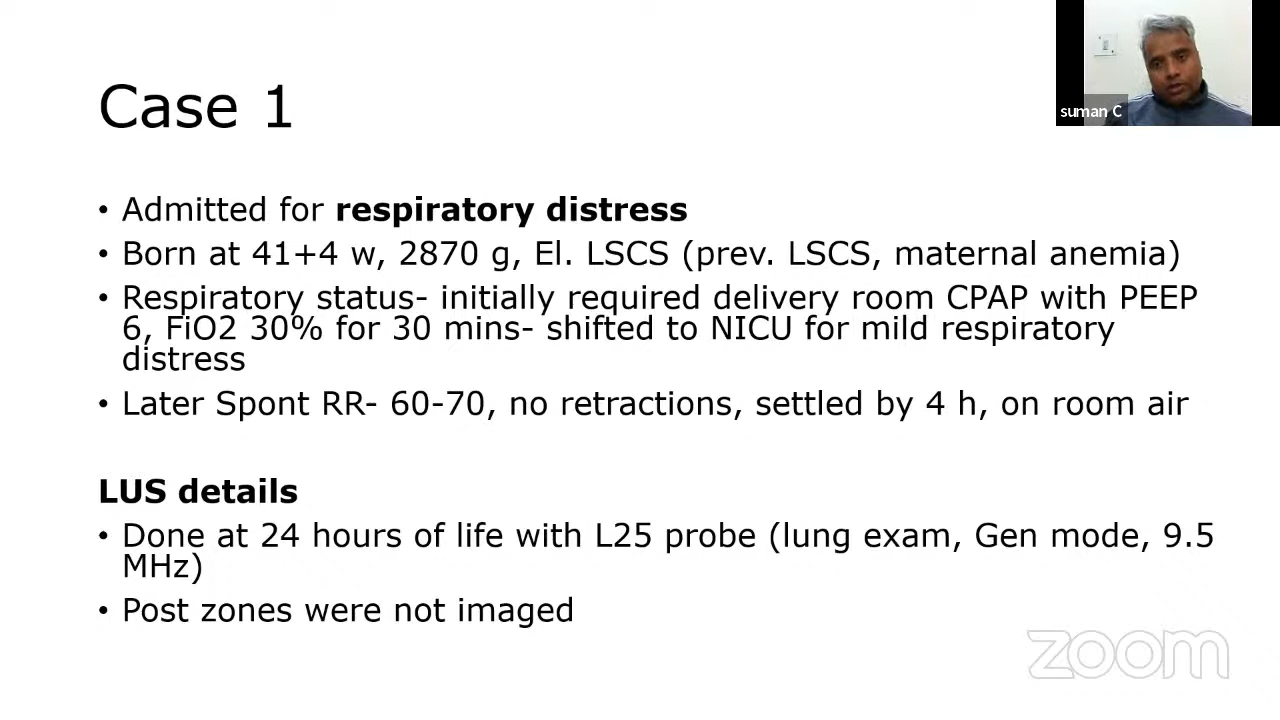 suman C
Case 1
• Admitted for respiratory distress
• Born at 41+4 w, 2870 g, El. LSCS (prev. LSCS, maternal anemia)
• Respiratory status- initially required delivery room CPAP with PEEP
6, FiO2 30% for 30 mins- shifted to NICU for mild respiratory
distress
• Later Spont RR- 60-70, no retractions, settled by 4 h, on room air
LUS details
• Done at 24 hours of life with L25 probe (lung exam, Gen mode, 9.5
MHz)
• Post zones were not imaged
zoom